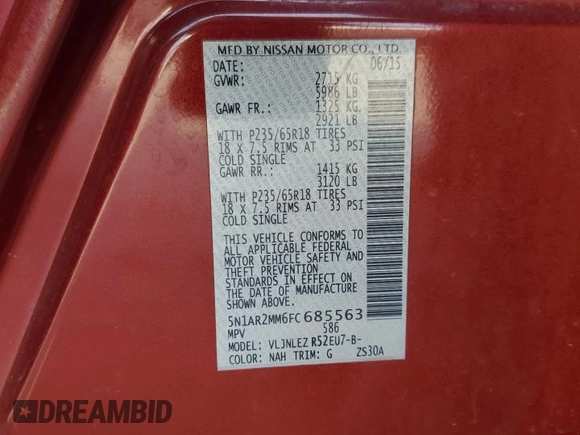 MFD BY NISSAN MOTOR CO., LTD
DATE: 06/15
GVWR: 2715 KG
5986 LB
GAWR FR.: 1325 KG
2921 LB
WITH P235/65R18 TIRES
18 X 7.5 RIMS AT 33 PSI
COLD SINGLE
GAWR RR.: 1415 KG
3120 LB
WITH P235/65R18 TIRES
18 X 7.5 RIMS AT 33 PSI
COLD SINGLE
THIS VEHICLE CONFORMS TO
ALL APPLICABLE FEDERAL
MOTOR VEHICLE SAFETY AND
THEFT PREVENTION
STANDARDS IN EFFECT ON
THE DATE OF MANUFACTURE
SHOWN ABOVE.
5N1AR2MM6FC685563
MPV 586
MODEL: VLJNLEZ R52EU7-B-
COLOR: NAH TRIM: G ZS30A
DREAMBID